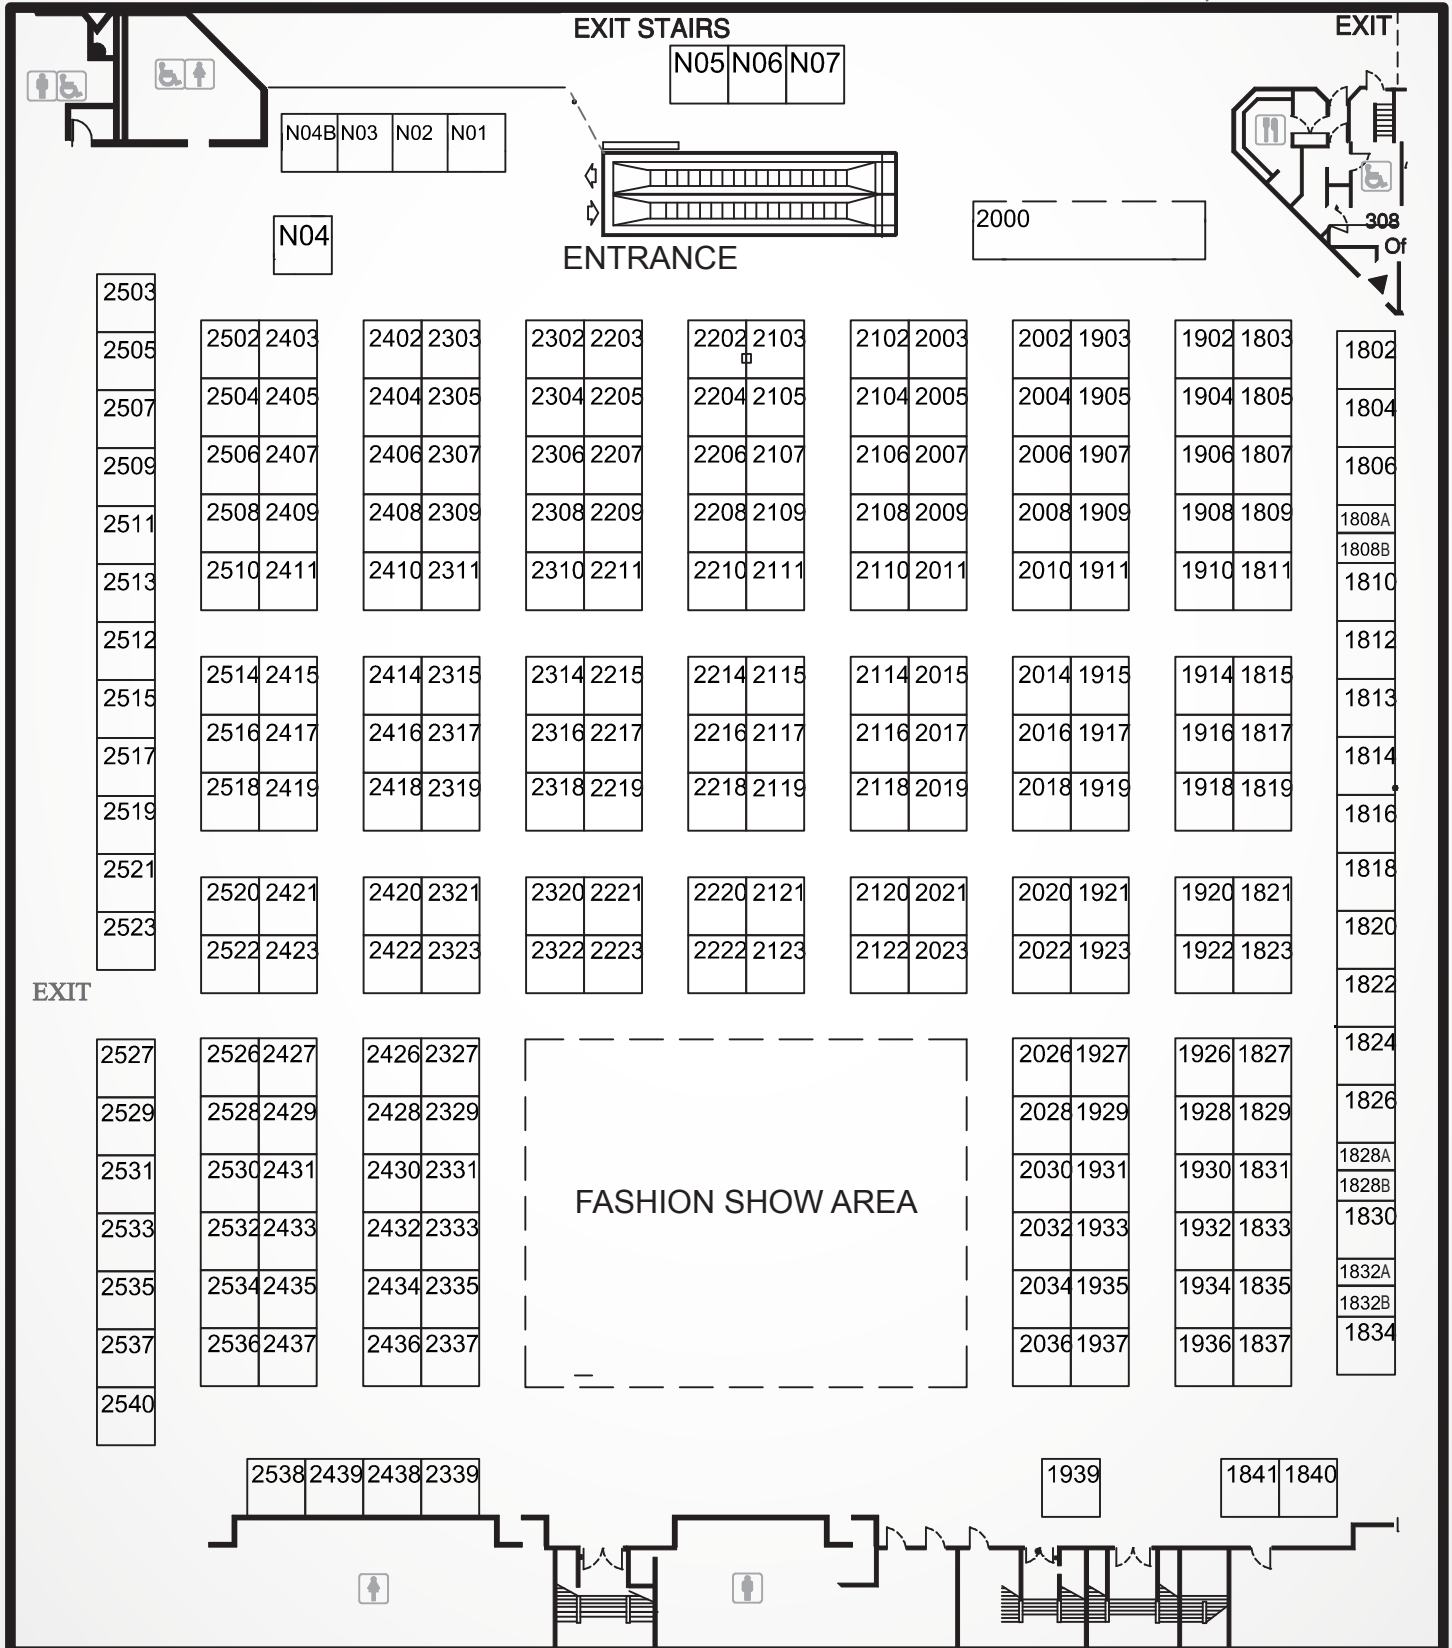 EXIT STAIRS
EXIT
N05 N06 N07
N04B N03 N02 N01
2000
308
N04
Of
ENTRANCE
2503
2502 2403 2402 2303 2302 2203 2202 2103 2102 2003 2002 1903 1902 1803
2505 1802
2504 2405 2404 2305 2304 2205 2204 2105 2104 2005 2004 1905 1904 1805
2507 1804
2506 2407 2406 2307 2306 2207 2206 2107 2106 2007 2006 1907 1906 1807
2509 1806
2508 2409 2408 2309 2308 2209 2208 2109 2108 2009 2008 1909 1908 1809
2511 1808A
1808B
2510 2411 2410 2311 2310 2211 2210 2111 2110 2011 2010 1911 1910 1811
2513 1810
2512 1812
2514 2415 2414 2315 2314 2215 2214 2115 2114 2015 2014 1915 1914 1815
2515 1813
2516 2417 2416 2317 2316 2217 2216 2117 2116 2017 2016 1917 1916 1817
2517 1814
2518 2419 2418 2319 2318 2219 2218 2119 2118 2019 2018 1919 1918 1819
2519 1816
2521 1818
2520 2421 2420 2321 2320 2221 2220 2121 2120 2021 2020 1921 1920 1821
2523 1820
2522 2423 2422 2323 2322 2223 2222 2123 2122 2023 2022 1923 1922 1823
EXIT 1822
1824
2527 2526 2427 2426 2327 2026 1927 1926 1827
1826
2529 2528 2429 2428 2329 2028 1929 1928 1829
1828A
2531 2530 2431 2430 2331 2030 1931 1930 1831
1828B
FASHION SHOW AREA
1830
2533 2532 2433 2432 2333 2032 1933 1932 1833
1832A
2535 2534 2435 2434 2335 2034 1935 1934 1835
1832B
1834
2537 2536 2437 2436 2337 2036 1937 1936 1837
2540
2538 2439 2438 2339 1939 1841 1840